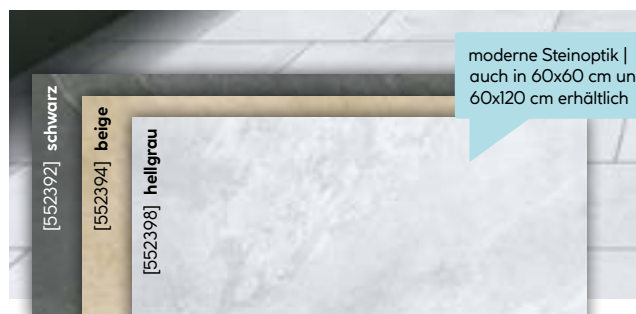 moderne Steinoptik |
auch in 60x60 cm un
60x120 cm erhältlich
[552392] schwarz
[552394] beige
[552398] hellgrau